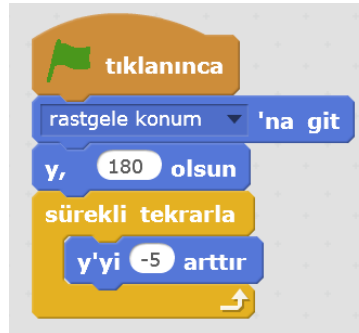 tıklanınca
rastgele konum 'na git
y, 180 olsun
sürekli tekrarla
y'yi -5 arttır